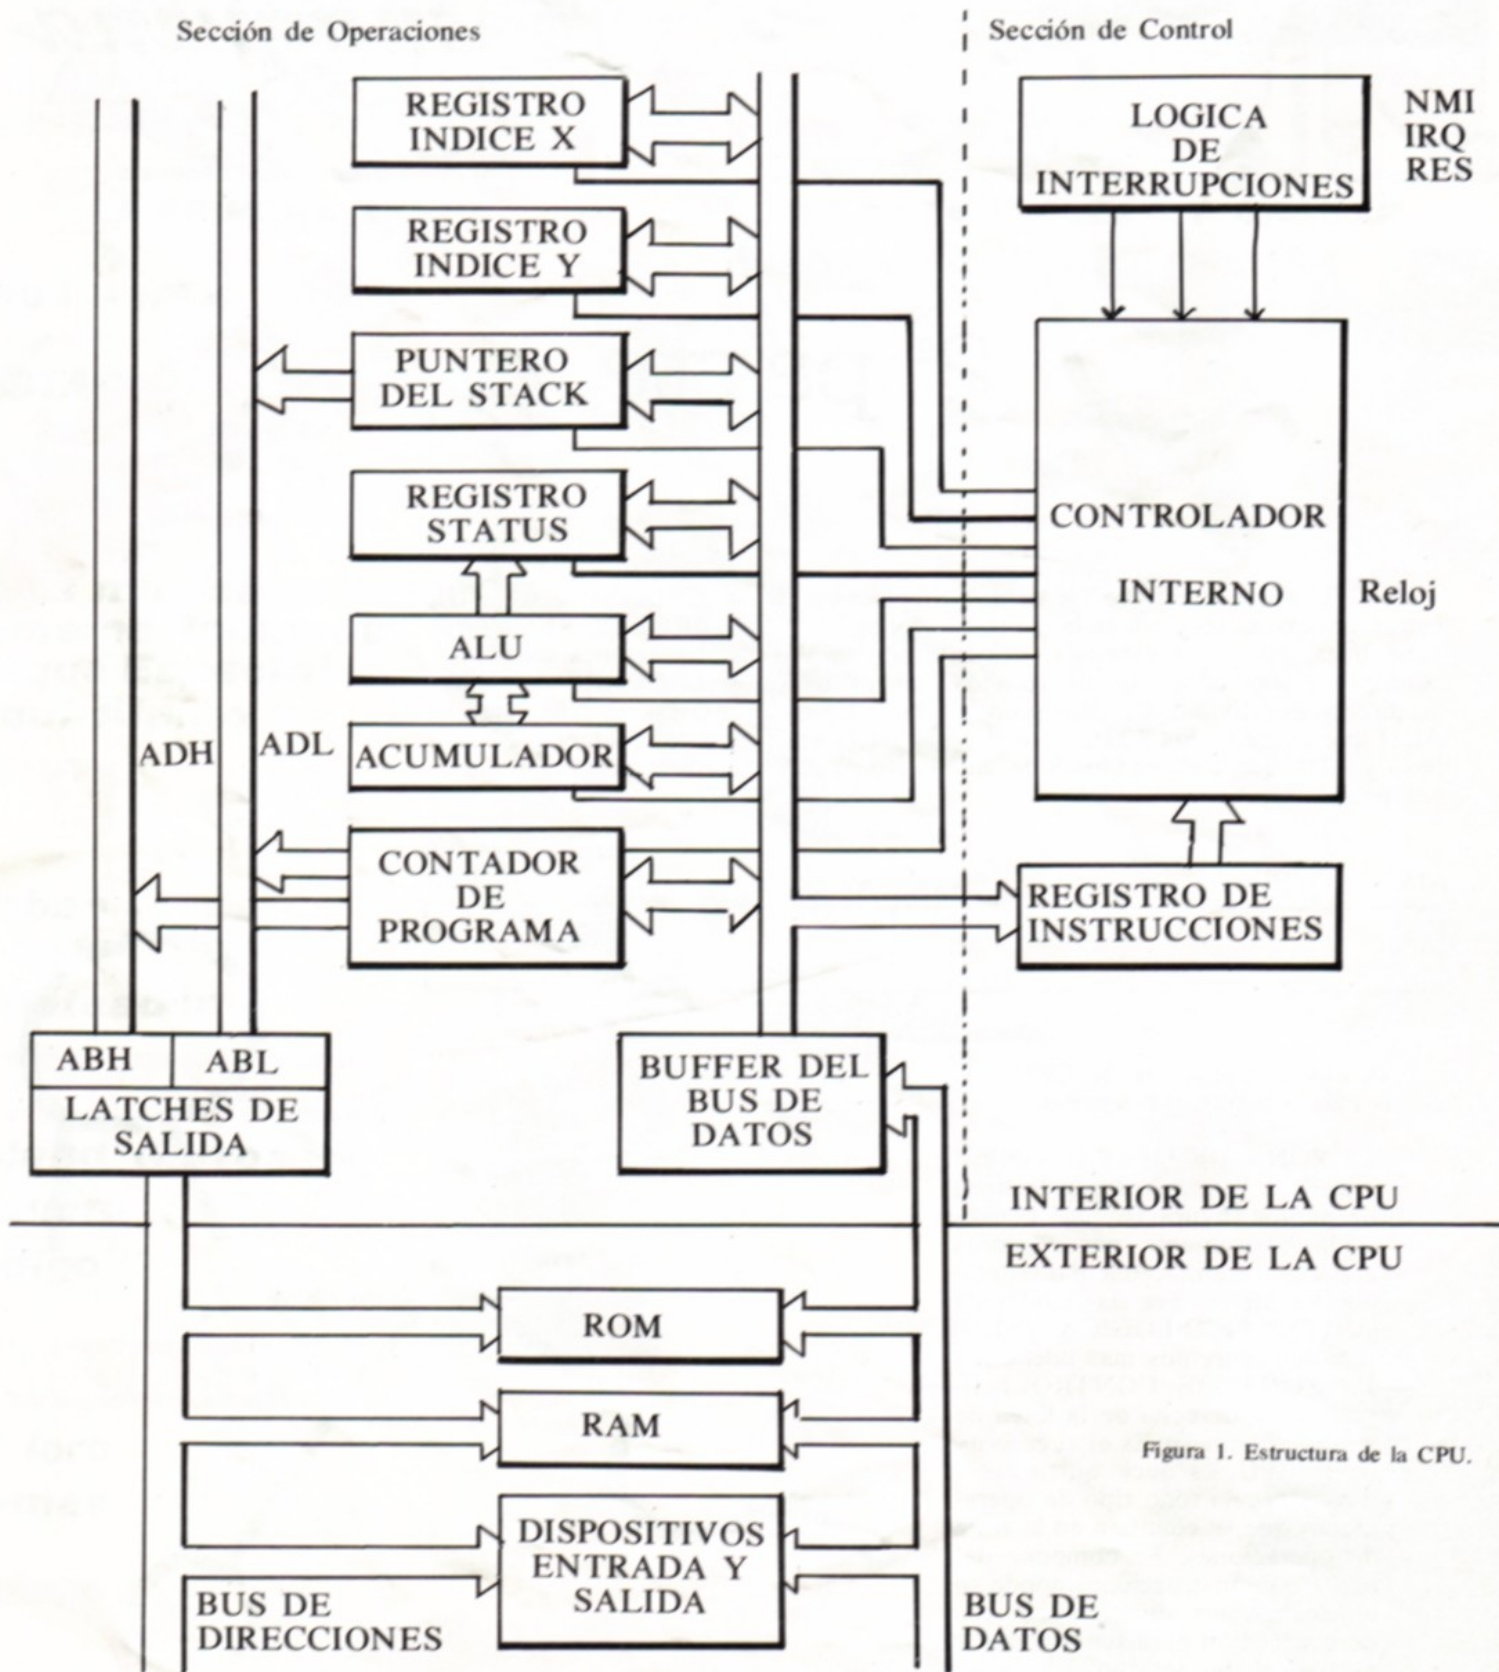 Sección de Operaciones
Sección de Control
REGISTRO
INDICE X
LOGICA
DE
INTERRUPCIONES
NMI
IRQ
RES
REGISTRO
INDICE Y
PUNTERO
DEL STACK
REGISTRO
STATUS
CONTROLADOR
INTERNO
Reloj
ALU
ADH
ADL
ACUMULADOR
CONTADOR
DE
PROGRAMA
REGISTRO DE
INSTRUCCIONES
ABH
ABL
LATCHES DE
SALIDA
BUFFER DEL
BUS DE
DATOS
INTERIOR DE LA CPU
EXTERIOR DE LA CPU
ROM
RAM
Figura 1. Estructura de la CPU.
DISPOSITIVOS
ENTRADA Y
SALIDA
BUS DE
DIRECCIONES
BUS DE
DATOS